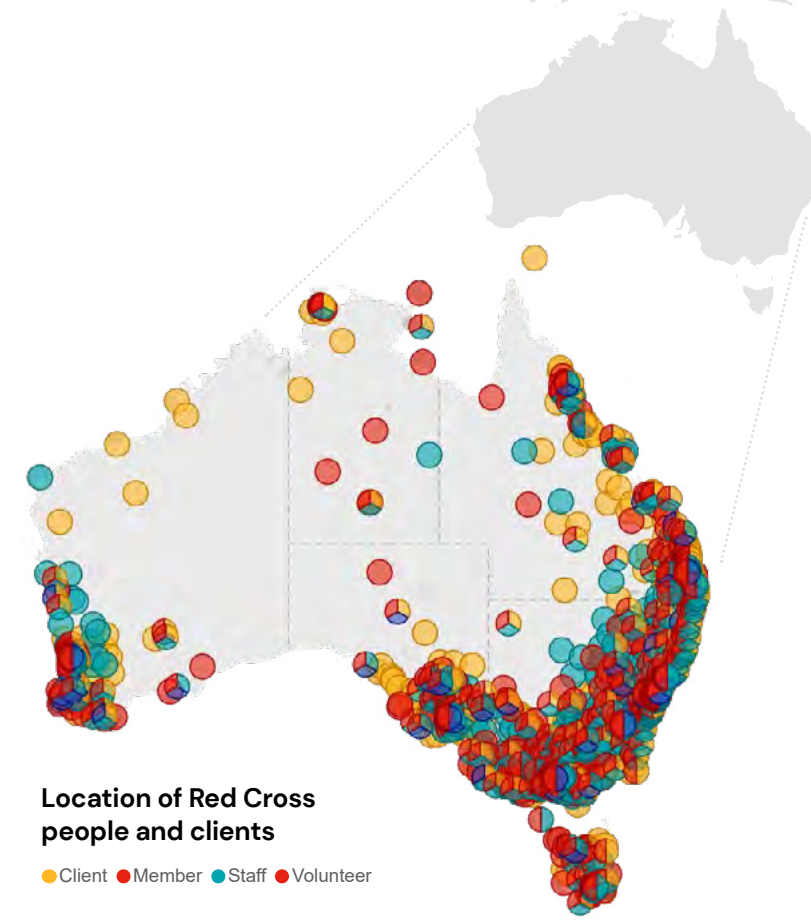 Location of Red Cross
people and clients
Client Member Staff Volunteer